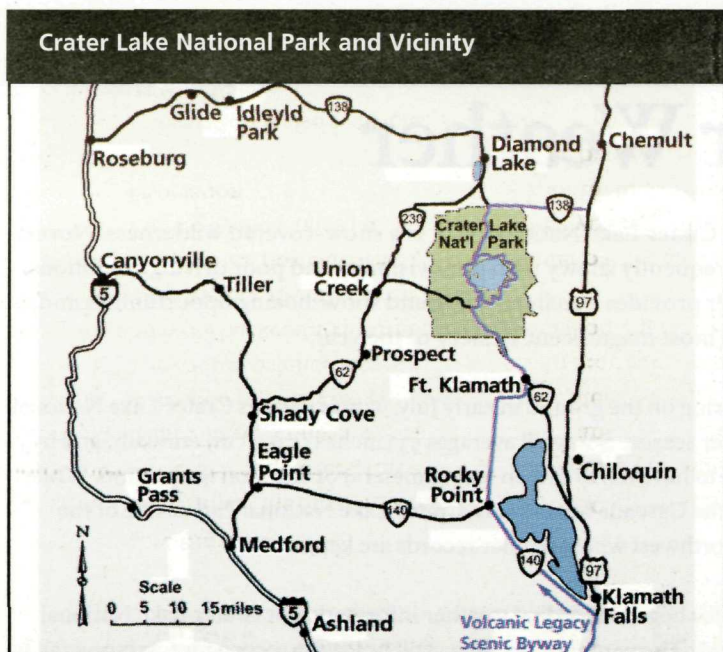 Crater Lake National Park and Vicinity
Glide
Idleyld
Park
138
Roseburg
Diamond
Lake
Chemult
230
138
Crater Lake
Nat'l Park
Canyonville
5
Tiller
Union
Creek
97
Prospect
62
Ft. Klamath
62
Shady Cove
Eagle
Point
Grants
Pass
Rocky
Point
Chiloquin
140
N
Medford
140
97
Scale
5 10 15miles
5
Ashland
Klamath
Falls
Volcanic Legacy
Scenic Byway